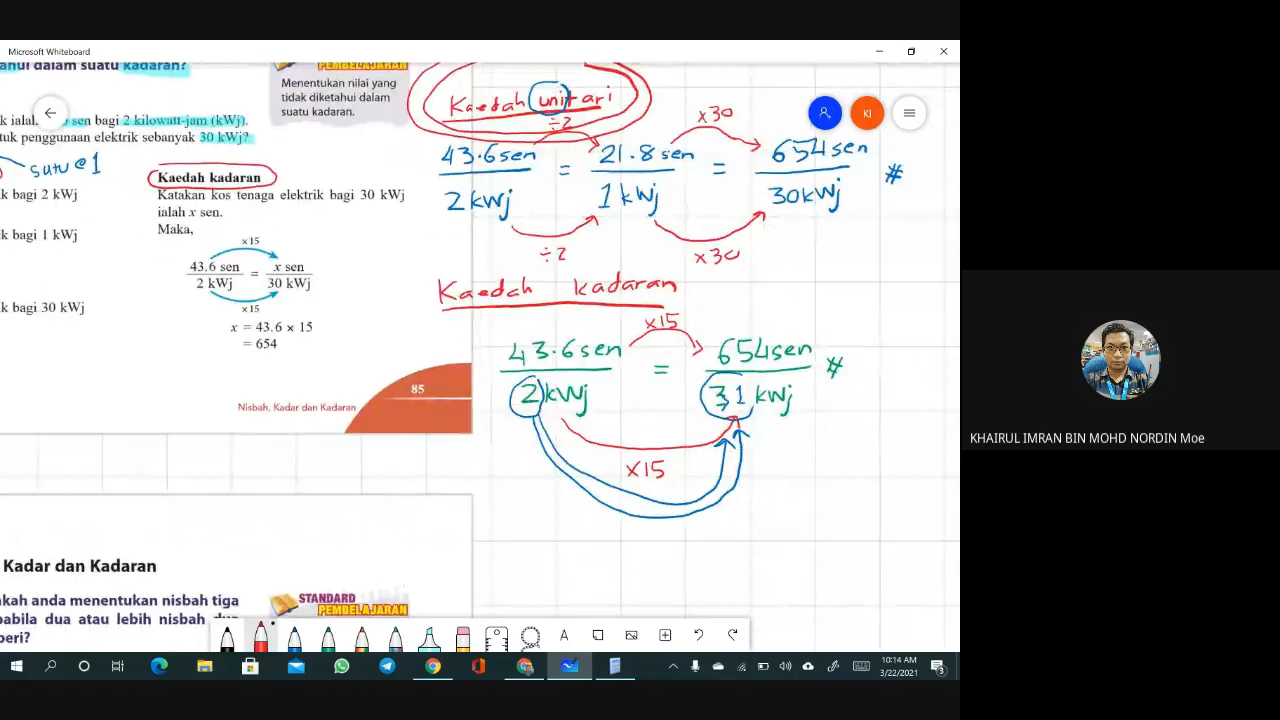 Microsoft Whiteboard
ahui dalam suatu kadaran?
PEMBELAJARAN
Menentukan nilai yang
tidak diketahui dalam
suatu kadaran.
k ialah sen bagi 2 kilowatt-jam (kWj).
tuk penggunaan elektrik sebanyak 30 kWj?
satu @ 1
k bagi 2 kWj
k bagi 1 kWj
k bagi 30 kWj
Kaedah kadaran
Katakan kos tenaga elektrik bagi 30 kWj
ialah x sen.
Maka,
×15
43.6 sen = x sen
2 kWj 30 kWj
×15
x = 43.6 × 15
= 654
85
Nisbah, Kadar dan Kadaran
Kaedah unitari
÷2 ×30
43.6 sen = 21.8 sen = 654 sen #
2 kWj 1 kWj 30 kWj
÷2 ×30
Kaedah kadaran
×15
43.6 sen = 654 sen #
2 kWj 31 kWj
×15
Kadar dan Kadaran
kah anda menentukan nisbah tiga
pabila dua atau lebih nisbah
peri?
STANDARD
PEMBELAJARAN
KI
KHAIRUL IMRAN BIN MOHD NORDIN Moe
A
10:14 AM
3/22/2021
3